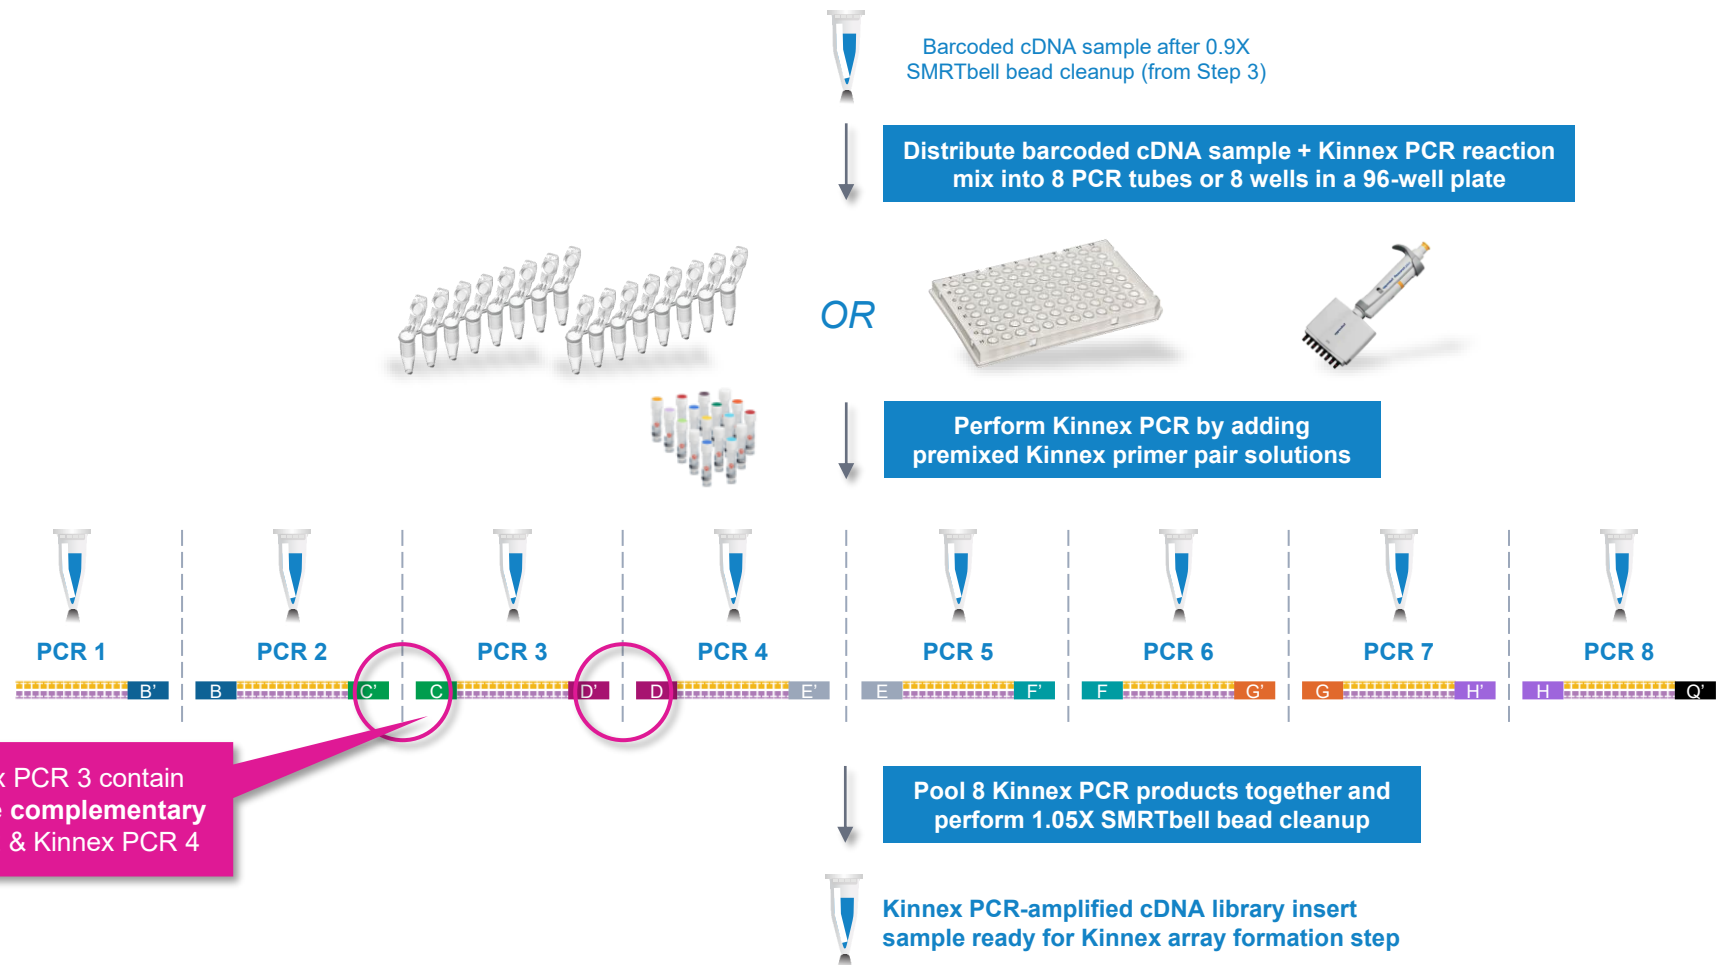 Barcoded cDNA sample after 0.9X
SMRTbell bead cleanup (from Step 3)
Distribute barcoded cDNA sample + Kinnex PCR reaction
mix into 8 PCR tubes or 8 wells in a 96-well plate
OR
Perform Kinnex PCR by adding
premixed Kinnex primer pair solutions
PCR 1
PCR 2
PCR 3
PCR 4
PCR 5
PCR 6
PCR 7
PCR 8
B’
B
C’
C
D’
D
E’
E
F’
F
G’
G
H’
H
Q’
PCR 3 contain
complementary
& Kinnex PCR 4
Pool 8 Kinnex PCR products together and
perform 1.05X SMRTbell bead cleanup
Kinnex PCR-amplified cDNA library insert
sample ready for Kinnex array formation step